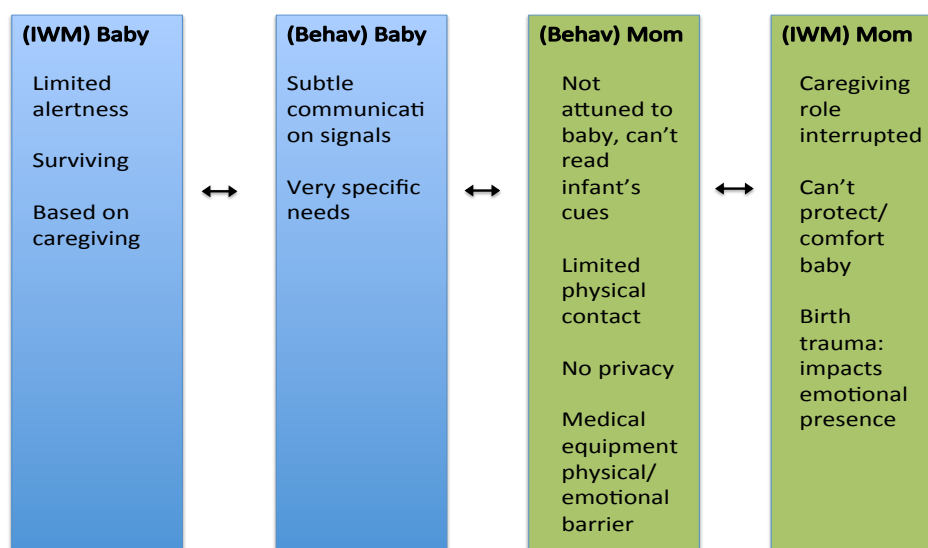 (IWM) Baby
Limited
alertness
Surviving
Based on
caregiving
(Behav) Baby
Subtle
communicati
on signals
Very specific
needs
(Behav) Mom
Not
attuned to
baby, can’t
read
infant’s
cues
Limited
physical
contact
No privacy
Medical
equipment
physical/
emotional
barrier
(IWM) Mom
Caregiving
role
interrupted
Can’t
protect/
comfort
baby
Birth
trauma:
impacts
emotional
presence